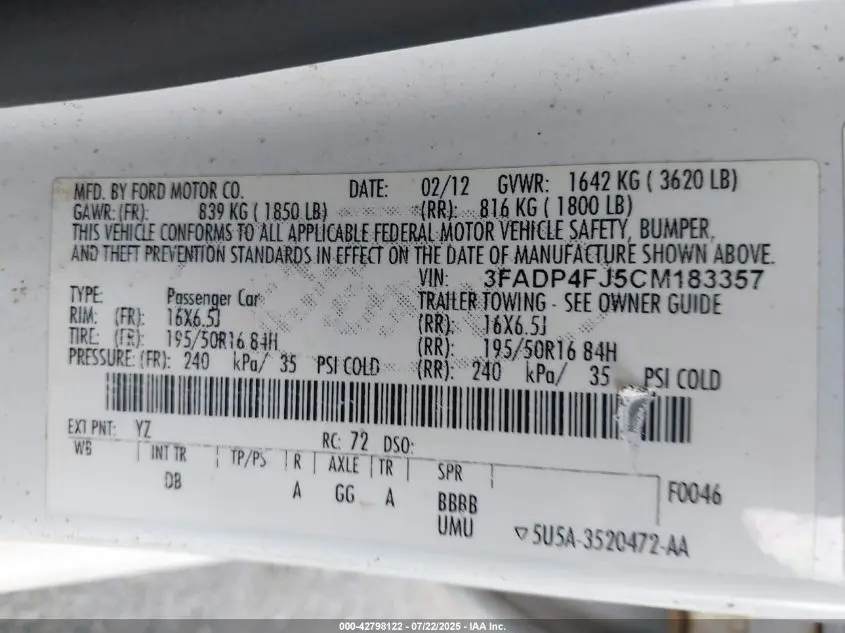 MFD. BY FORD MOTOR CO. DATE: 02/12 GVWR: 1642 KG ( 3620 LB)
GAWR: (FR): 839 KG ( 1850 LB) (RR): 816 KG ( 1800 LB)
THIS VEHICLE CONFORMS TO ALL APPLICABLE FEDERAL MOTOR VEHICLE SAFETY, BUMPER,
AND THEFT PREVENTION STANDARDS IN EFFECT ON THE DATE OF MANUFACTURE SHOWN ABOVE.
VIN: 3FADP4FJ5CM183357
TYPE: Passenger Car TRAILER TOWING - SEE OWNER GUIDE
RIM: (FR): 16X6.5J (RR): 16X6.5J
TIRE: (FR): 195/50R16 84H (RR): 195/50R16 84H
PRESSURE: (FR): 240 kPa/ 35 PSI COLD (RR): 240 kPa/ 35 PSI COLD
EXT PNT: YZ RC: 72 DSO:
WB INT TR TP/PS R AXLE TR SPR
DB A GG A BBBB F0046
UMU 5U5A-3520472-AA
000-42798122 - 07/22/2025 - IAA Inc.